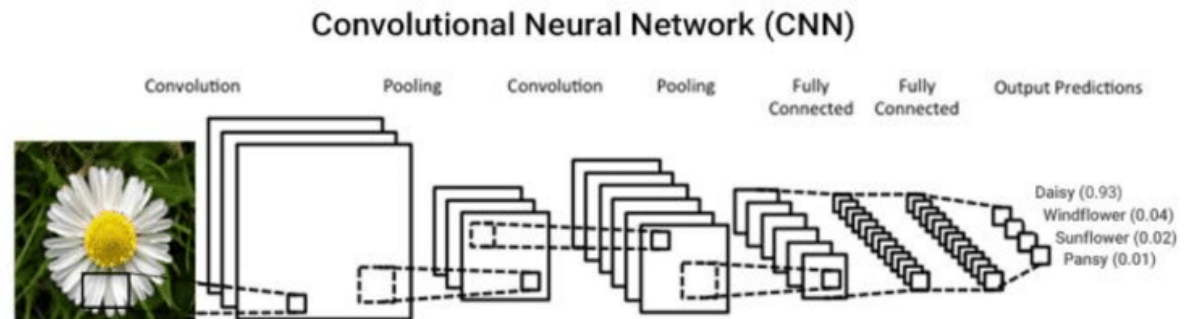 Convolutional Neural Network (CNN)
Convolution
Pooling
Convolution
Pooling
Fully
Connected
Fully
Connected
Output Predictions
Daisy (0.93)
Windflower (0.04)
Sunflower (0.02)
Pansy (0.01)